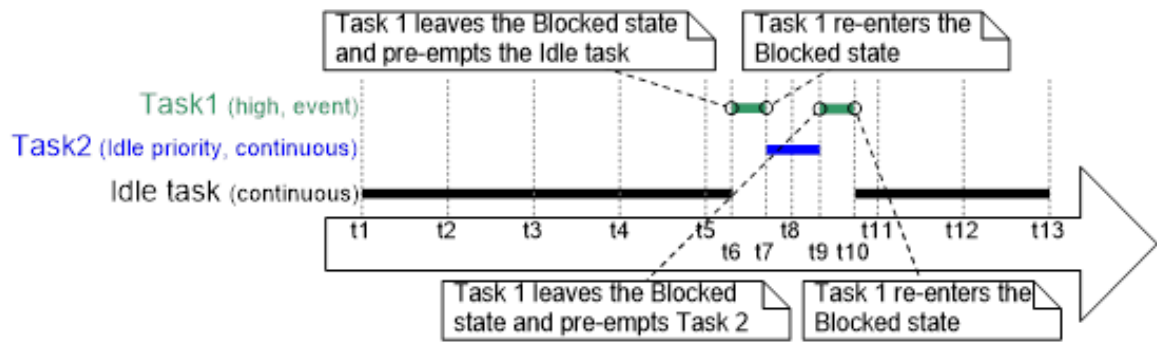 Task 1 leaves the Blocked state
and pre-empts the Idle task
Task 1 re-enters the
Blocked state
Task1 (high, event)
Task2 (Idle priority, continuous)
Idle task (continuous)
t1 t2 t3 t4 t5 t8 t11 t12 t13
t6 t7 t9 t10
Task 1 leaves the Blocked
state and pre-empts Task 2
Task 1 re-enters the
Blocked state